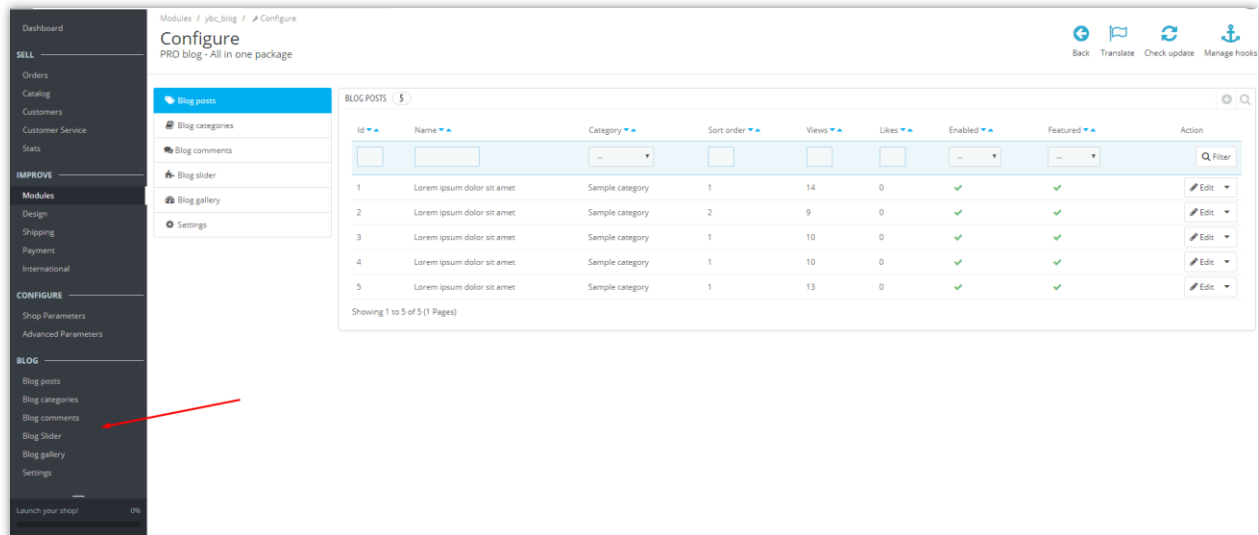 Dashboard
SELL
Orders
Catalog
Customers
Customer Service
Stats
IMPROVE
Modules
Design
Shipping
Payment
International
CONFIGURE
Shop Parameters
Advanced Parameters
BLOG
Blog posts
Blog categories
Blog comments
Blog Slider
Blog gallery
Settings
Launch your shop! 0%
Modules / ybc_blog / Configure
Configure
PRO blog - All in one package
Back Translate Check update Manage hooks
Blog posts
Blog categories
Blog comments
Blog slider
Blog gallery
Settings
BLOG POSTS 5
Id Name Category Sort order Views Likes Enabled Featured Action
-- -- -- Filter
1 Lorem ipsum dolor sit amet Sample category 1 14 0 Edit
2 Lorem ipsum dolor sit amet Sample category 2 9 0 Edit
3 Lorem ipsum dolor sit amet Sample category 1 10 0 Edit
4 Lorem ipsum dolor sit amet Sample category 1 10 0 Edit
5 Lorem ipsum dolor sit amet Sample category 1 13 0 Edit
Showing 1 to 5 of 5 (1 Pages)